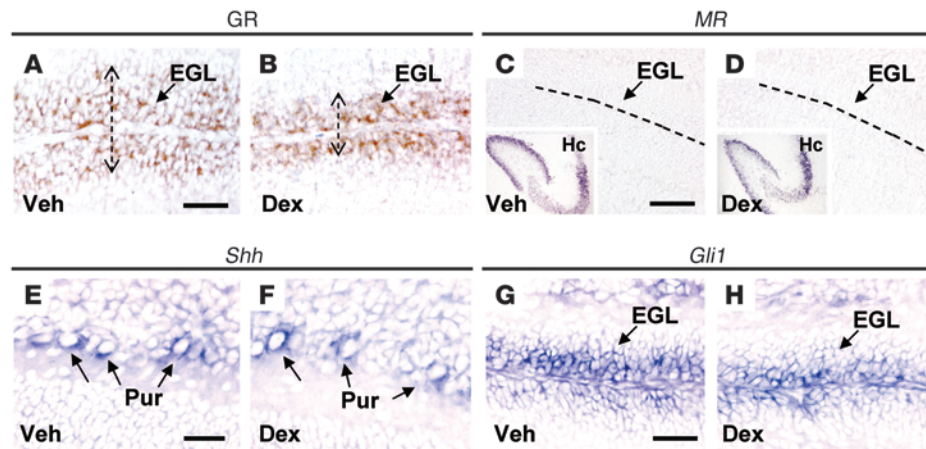 GR
MR
A
EGL
Veh
B
EGL
Dex
C
EGL
Hc
Veh
D
EGL
Hc
Dex
Shh
Gli1
E
Pur
Veh
F
Pur
Dex
G
EGL
Veh
H
EGL
Dex